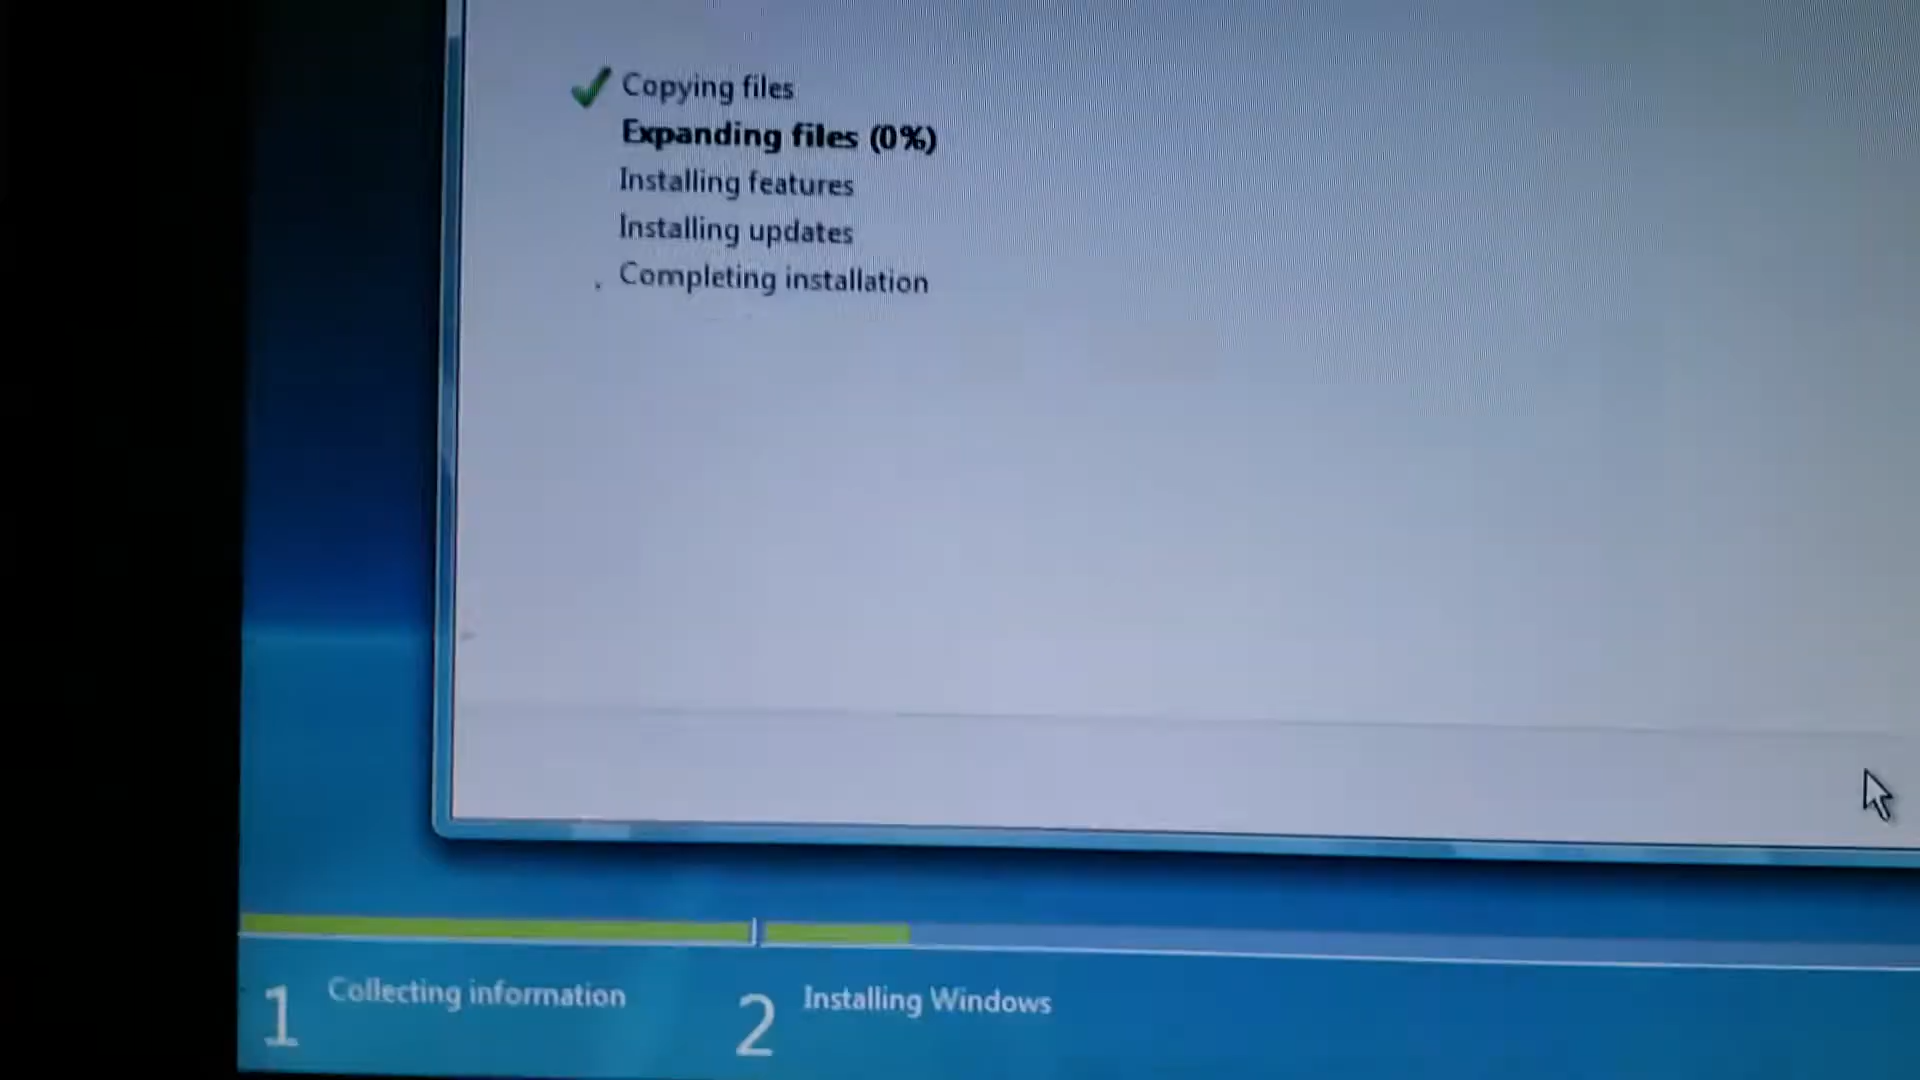 Copying files
Expanding files (0%)
Installing features
Installing updates
Completing installation
1 Collecting information
2 Installing Windows